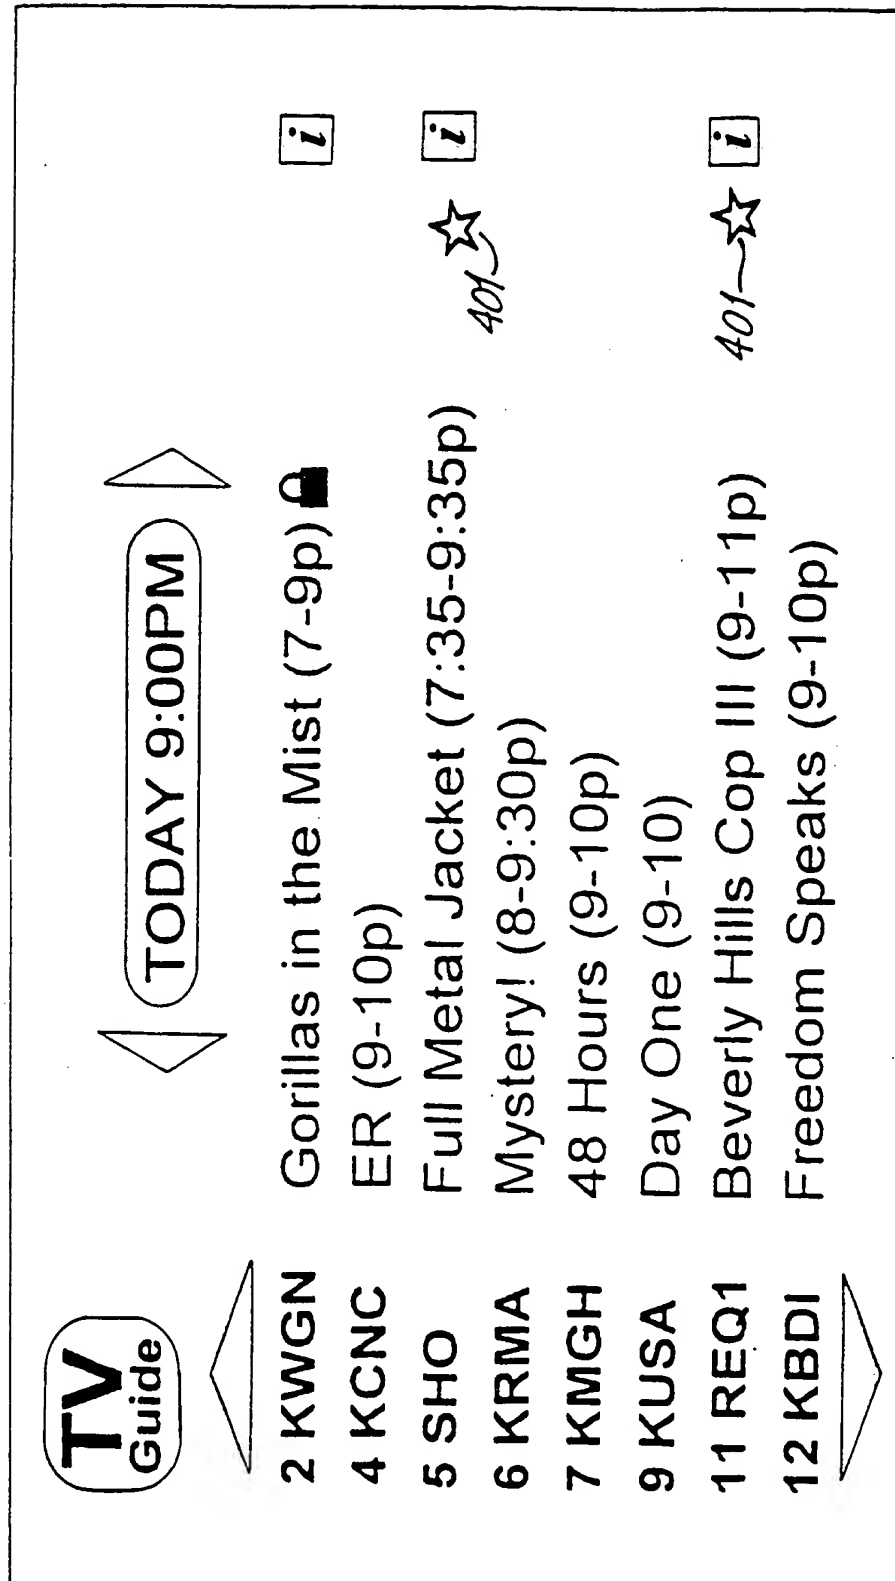 TV
Guide
TODAY 9:00PM
2 KWGN Gorillas in the Mist (7-9p) i
4 KCNC ER (9-10p)
5 SHO Full Metal Jacket (7:35-9:35p) 401 i
6 KRMA Mystery! (8-9:30p)
7 KMGH 48 Hours (9-10p)
9 KUSA Day One (9-10)
11 REQ1 Beverly Hills Cop III (9-11p) 401 i
12 KBDI Freedom Speaks (9-10p)